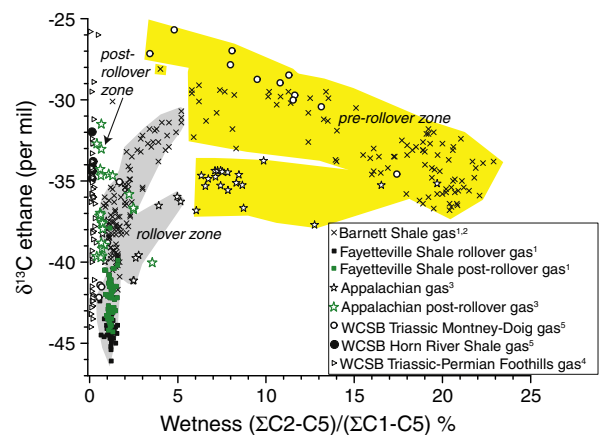 -25
-30
-35
-40
-45
δ¹³C ethane (per mil)
post-
rollover
zone
pre-rollover zone
rollover zone
Barnett Shale gas¹,²
Fayetteville Shale rollover gas¹
Fayetteville Shale post-rollover gas¹
Appalachian gas³
Appalachian post-rollover gas³
WCSB Triassic Montney-Doig gas⁵
WCSB Horn River Shale gas⁵
WCSB Triassic-Permian Foothills gas⁴
0 5 10 15 20 25 30
Wetness (ΣC2-C5)/(ΣC1-C5) %